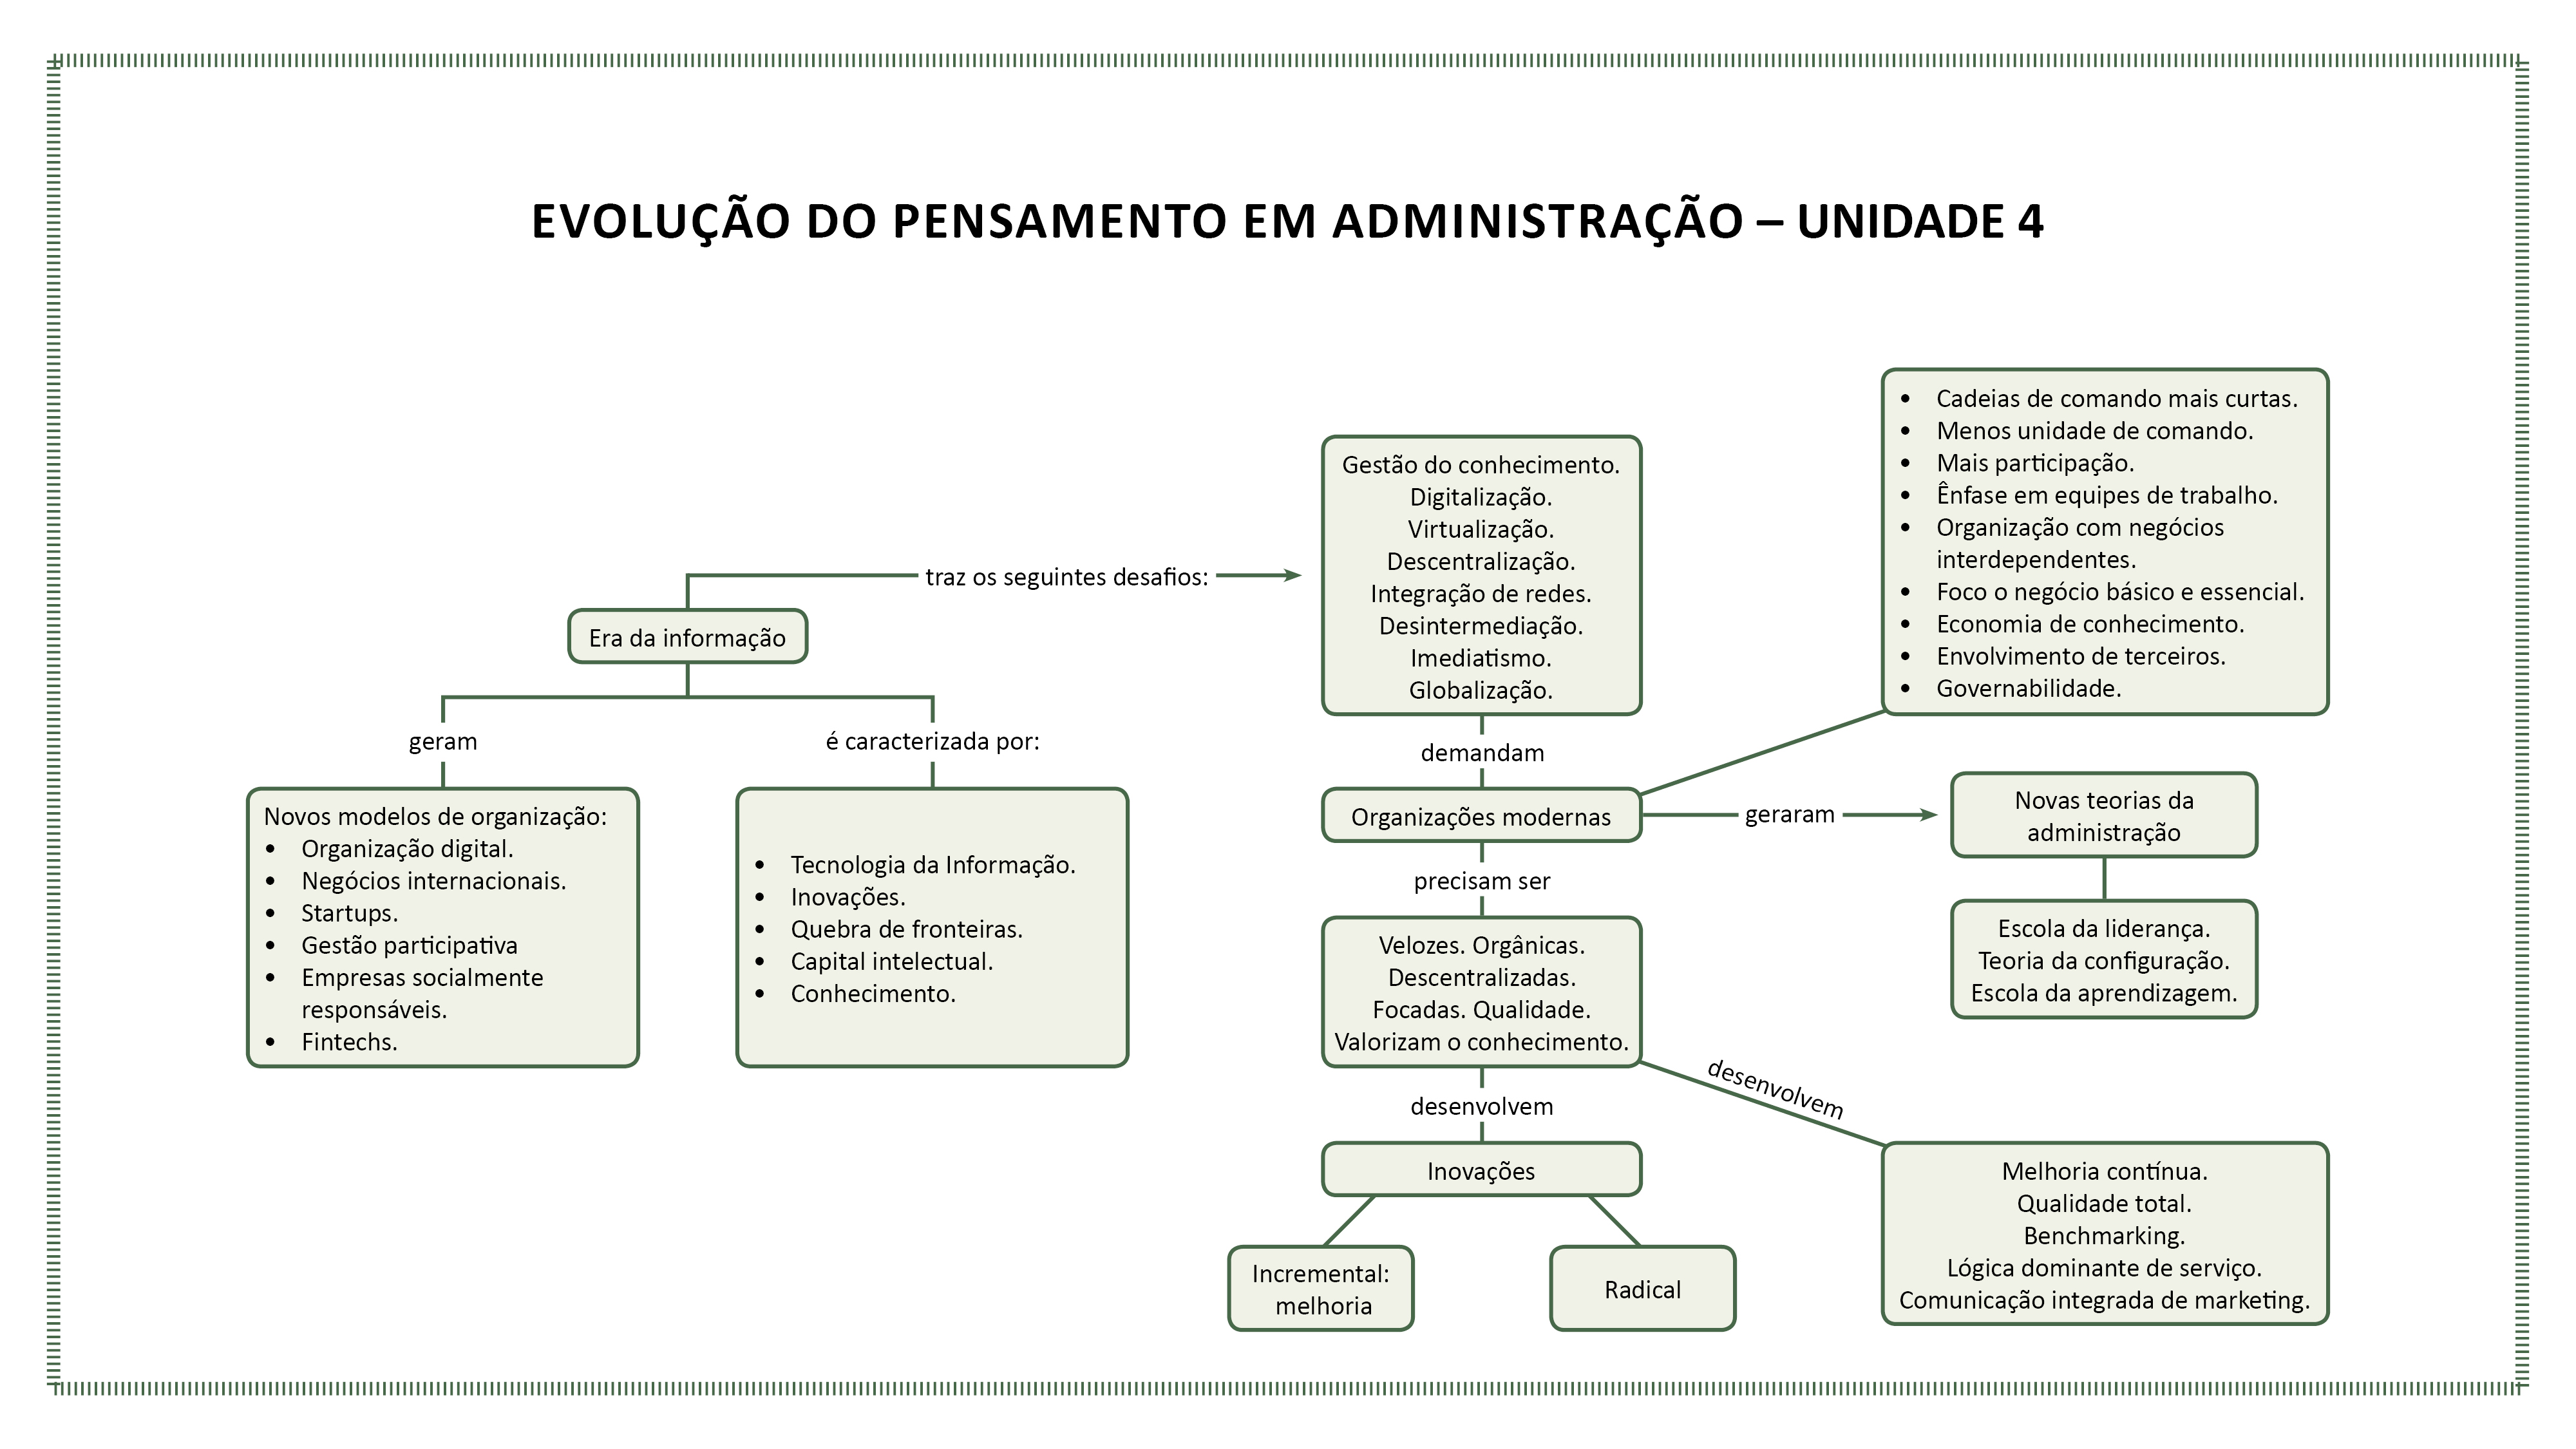 EVOLUÇÃO DO PENSAMENTO EM ADMINISTRAÇÃO – UNIDADE 4
Era da informação
traz os seguintes desafios:
geram
é caracterizada por:
Novos modelos de organização:
• Organização digital.
• Negócios internacionais.
• Startups.
• Gestão participativa
• Empresas socialmente
responsáveis.
• Fintechs.
• Tecnologia da Informação.
• Inovações.
• Quebra de fronteiras.
• Capital intelectual.
• Conhecimento.
Gestão do conhecimento.
Digitalização.
Virtualização.
Descentralização.
Integração de redes.
Desintermediação.
Imediatismo.
Globalização.
demandam
Organizações modernas
• Cadeias de comando mais curtas.
• Menos unidade de comando.
• Mais participação.
• Ênfase em equipes de trabalho.
• Organização com negócios
interdependentes.
• Foco o negócio básico e essencial.
• Economia de conhecimento.
• Envolvimento de terceiros.
• Governabilidade.
geraram
Novas teorias da
administração
Escola da liderança.
Teoria da configuração.
Escola da aprendizagem.
precisam ser
Velozes. Orgânicas.
Descentralizadas.
Focadas. Qualidade.
Valorizam o conhecimento.
desenvolvem
Inovações
Incremental:
melhoria
Radical
desenvolvem
Melhoria contínua.
Qualidade total.
Benchmarking.
Lógica dominante de serviço.
Comunicação integrada de marketing.